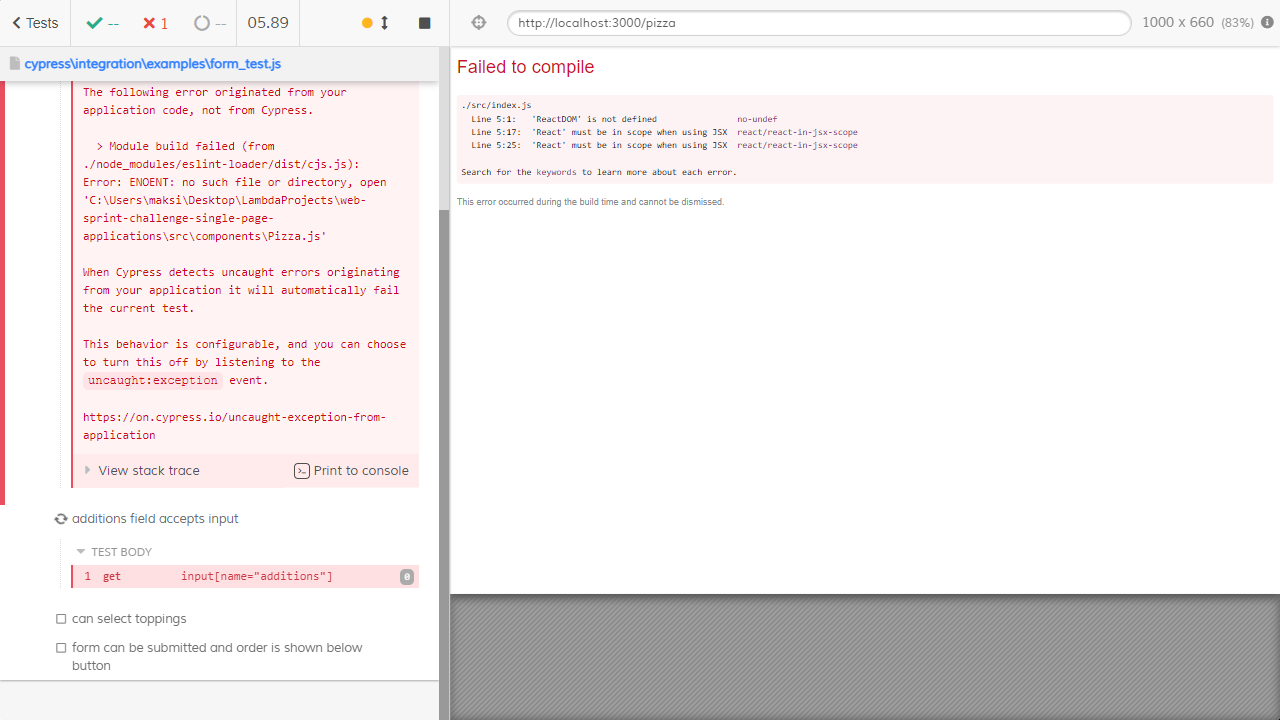 Tests
--
1
--
05.89
http://localhost:3000/pizza
1000 x 660 (83%)
cypress\integration\examples\form_test.js
The following error originated from your
application code, not from Cypress.
> Module build failed (from
./node_modules/eslint-loader/dist/cjs.js):
Error: ENOENT: no such file or directory, open
'C:\Users\maksi\Desktop\LambdaProjects\web-
sprint-challenge-single-page-
applications\src\components\Pizza.js'
When Cypress detects uncaught errors originating
from your application it will automatically fail
the current test.
This behavior is configurable, and you can choose
to turn this off by listening to the
uncaught:exception event.
https://on.cypress.io/uncaught-exception-from-
application
View stack trace
Print to console
additions field accepts input
TEST BODY
1 get input[name="additions"] 0
can select toppings
form can be submitted and order is shown below
button
Failed to compile
./src/index.js
Line 5:1: 'ReactDOM' is not defined no-undef
Line 5:17: 'React' must be in scope when using JSX react/react-in-jsx-scope
Line 5:25: 'React' must be in scope when using JSX react/react-in-jsx-scope
Search for the keywords to learn more about each error.
This error occurred during the build time and cannot be dismissed.